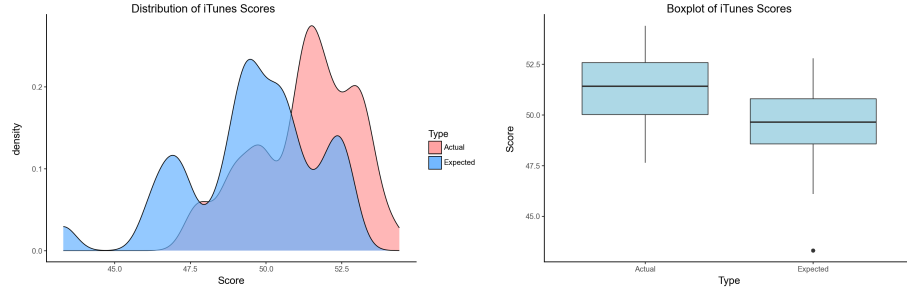 Distribution of iTunes Scores
density
0.2
0.1
0.0
45.0 47.5 50.0 52.5
Score
Type
Actual
Expected
Boxplot of iTunes Scores
Score
52.5
50.0
47.5
45.0
Actual Expected
Type